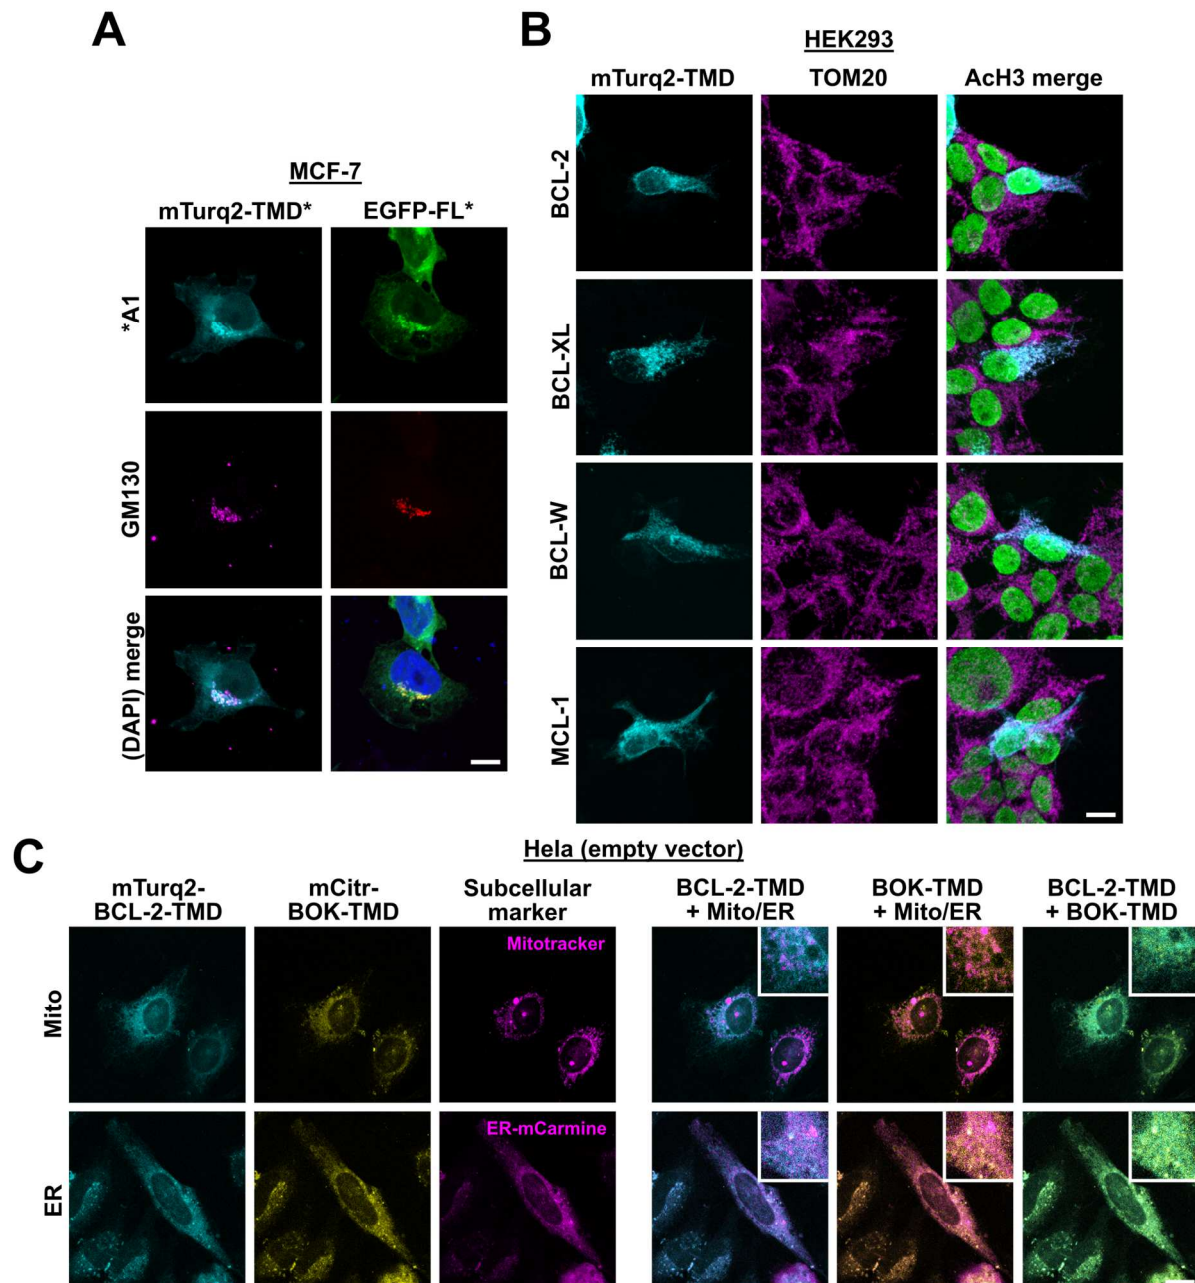 A
MCF-7
mTurq2-TMD*
EGFP-FL*
*A1
GM130
(DAPI) merge
B
HEK293
mTurq2-TMD
TOM20
AcH3 merge
BCL-2
BCL-XL
BCL-W
MCL-1
C
Hela (empty vector)
mTurq2-
BCL-2-TMD
mCitr-
BOK-TMD
Subcellular
marker
BCL-2-TMD
+ Mito/ER
BOK-TMD
+ Mito/ER
BCL-2-TMD
+ BOK-TMD
Mito
Mitotracker
ER
ER-mCarmine